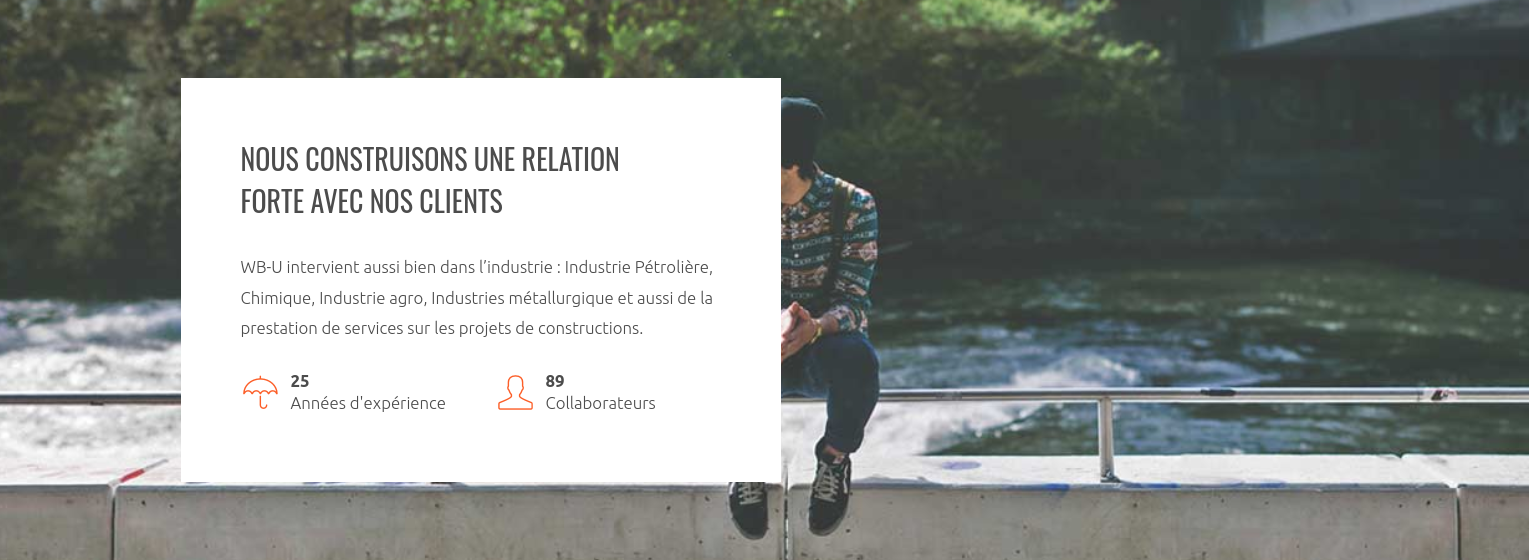 NOUS CONSTRUISONS UNE RELATION
FORTE AVEC NOS CLIENTS
WB-U intervient aussi bien dans l’industrie : Industrie Pétrolière,
Chimique, Industrie agro, Industries métallurgique et aussi de la
prestation de services sur les projets de constructions.
25
Années d'expérience
89
Collaborateurs